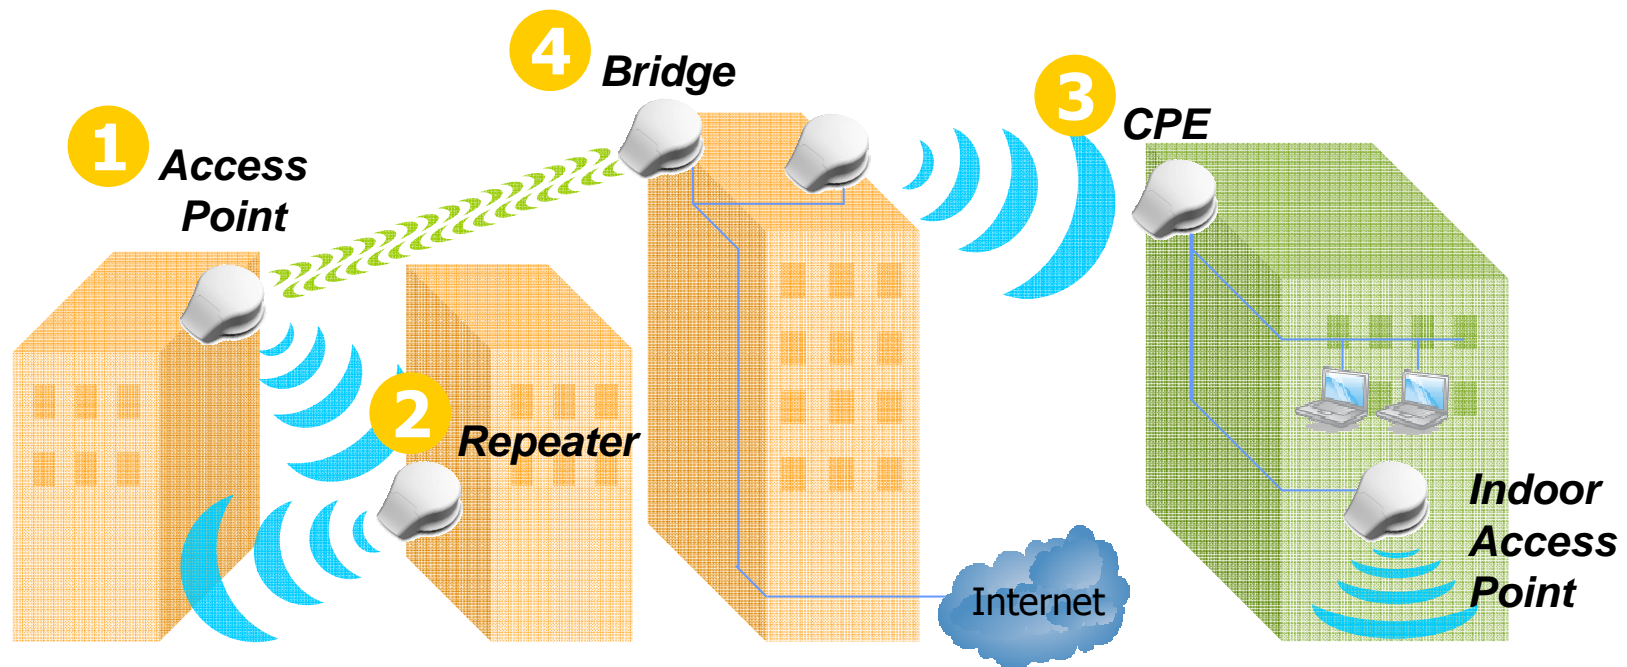 1
Access
Point
2
Repeater
4
Bridge
3
CPE
Internet
Indoor
Access
Point